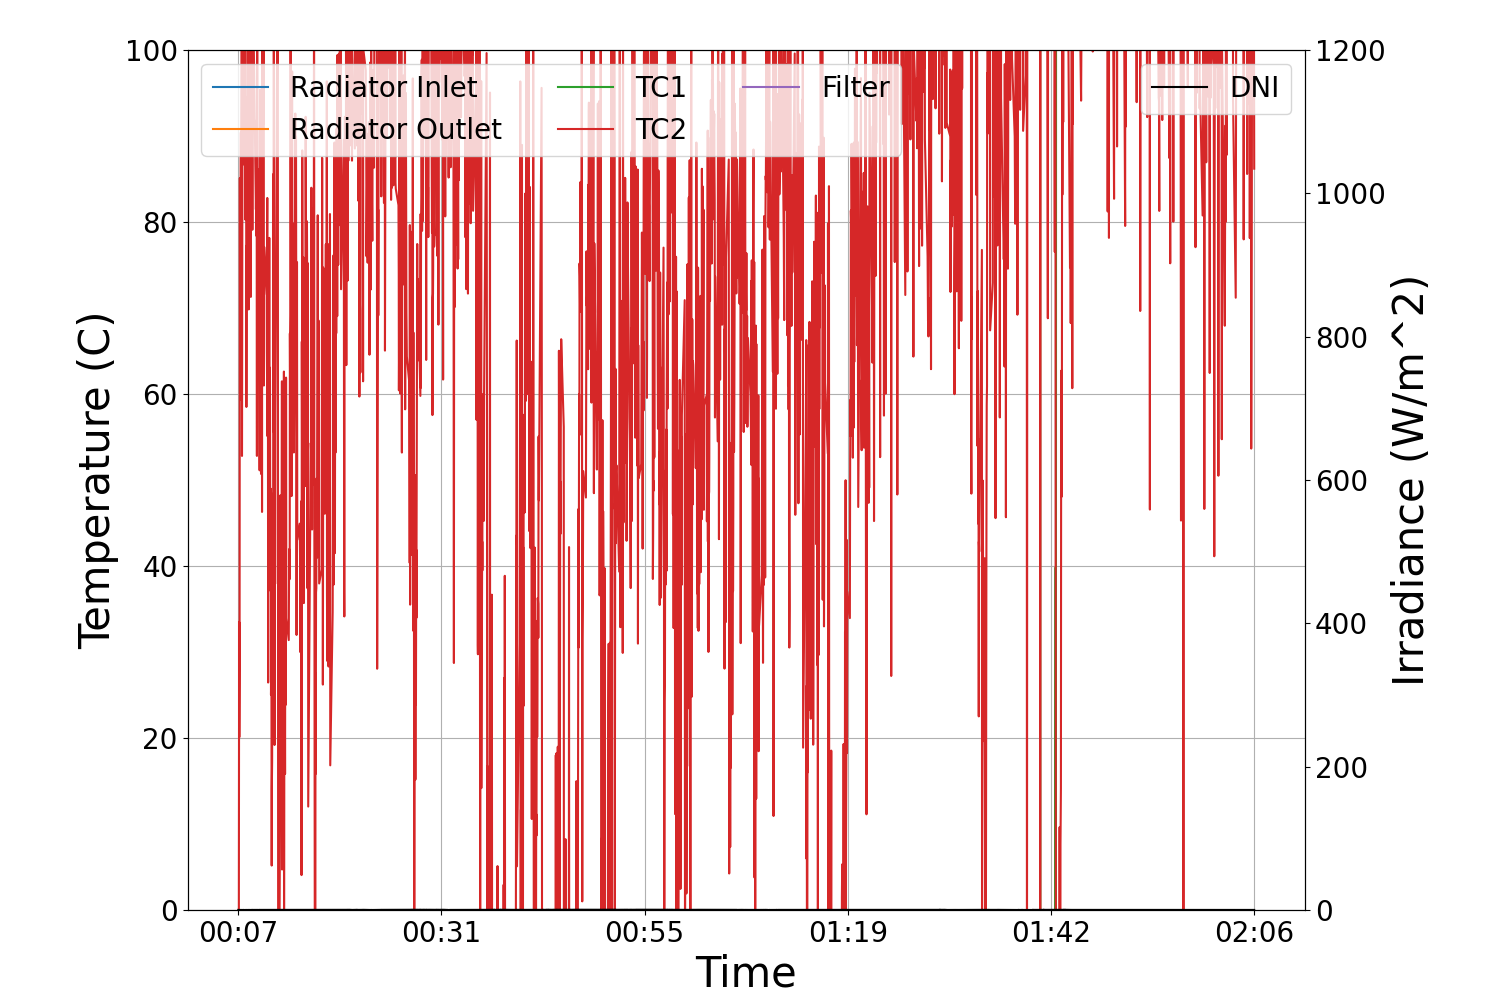 100
80
60
40
20
0
Temperature (C)
Radiator Inlet
Radiator Outlet
TC1
TC2
Filter
DNI
1200
1000
800
600
400
200
0
Irradiance (W/m^2)
00:07 00:31 00:55 01:19 01:42 02:06
Time